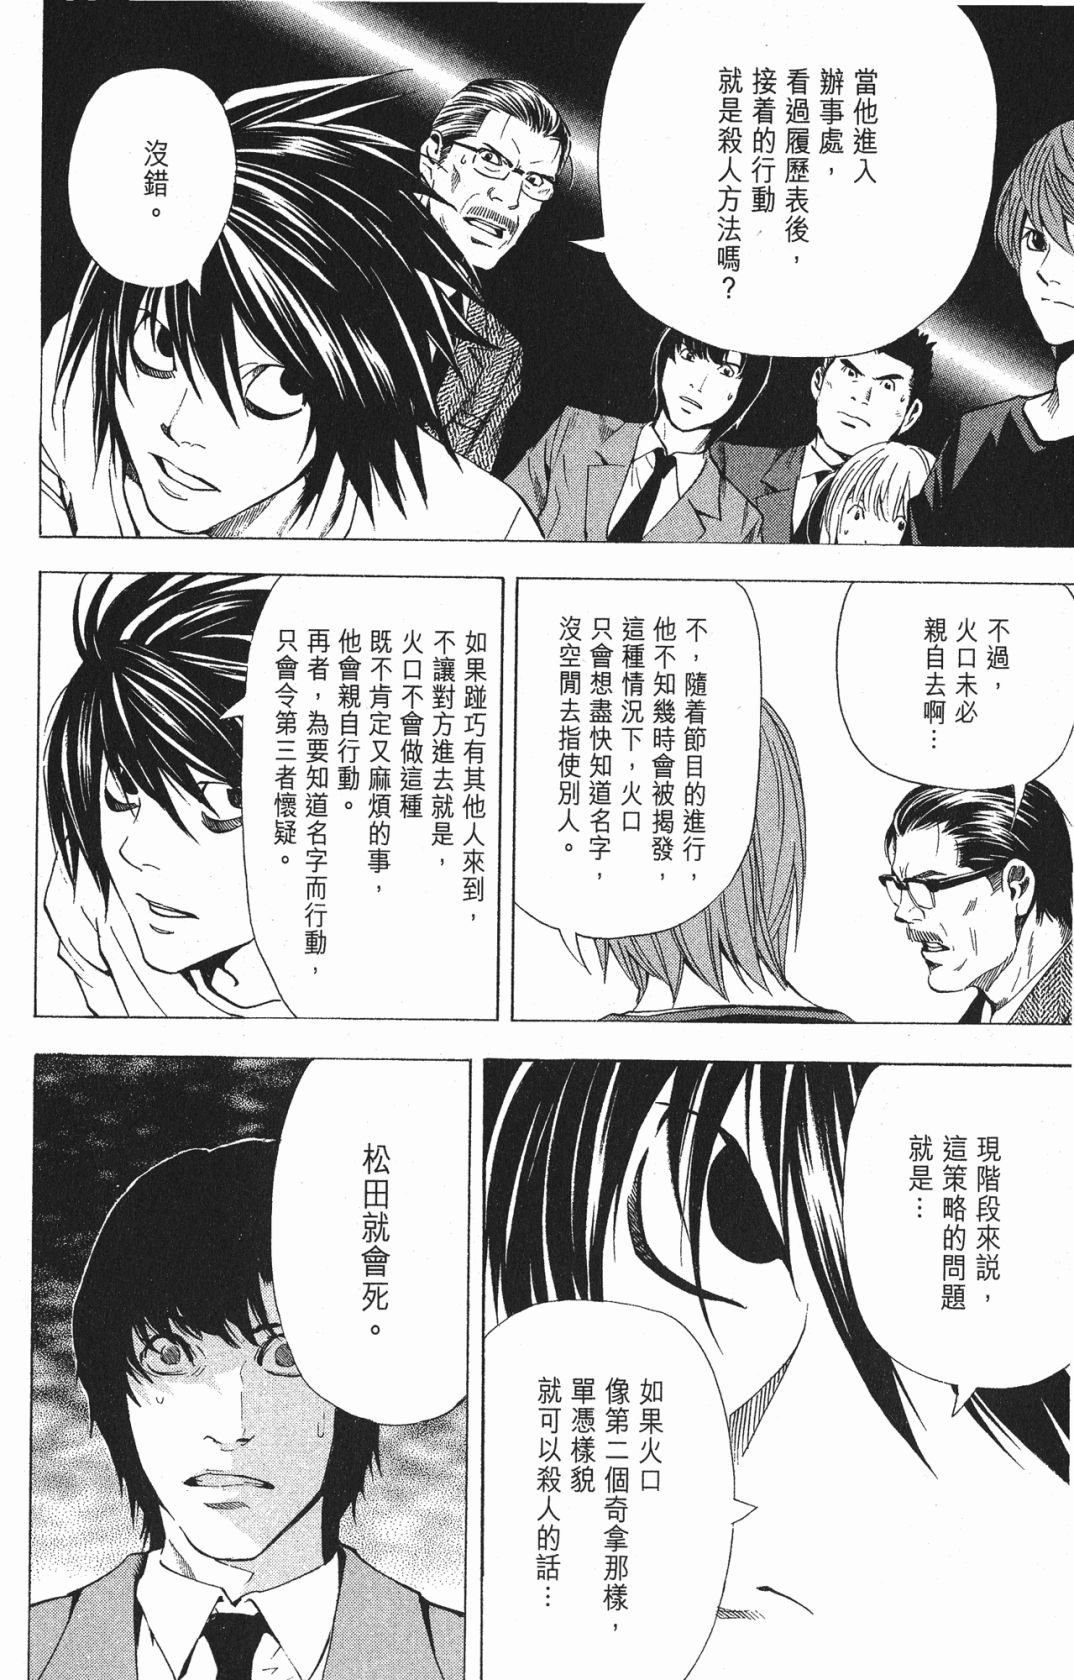 當他進入
辦事處，
看過履歷表後，
接着的行動
就是殺人方法嗎？
沒錯。
不過，
火口未必
親自去啊…
不，隨着節目的進行，
他不知幾時會被揭發，
這種情況下，火口
只會想盡快知道名字，
沒空閒去指使別人。
如果踫巧有其他人來到，
不讓對方進去就是，
火口不會做這種
既不肯定又麻煩的事，
他會親自行動。
再者，為要知道名字而行動，
只會令第三者懷疑。
現階段來説，
這策略的問題
就是…
如果火口
像第二個奇拿那樣，
單憑樣貌
就可以殺人的話…
松田就會死。